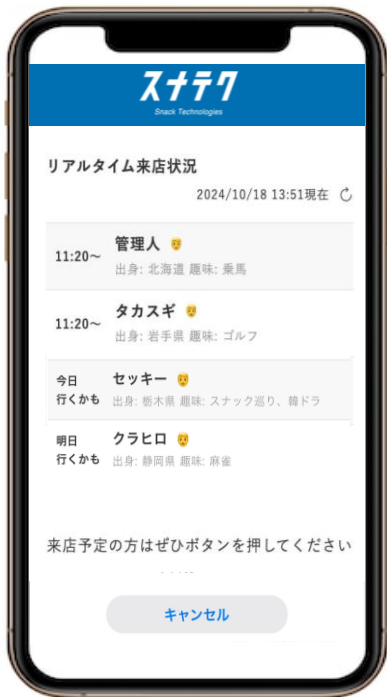 スナテク
Snack Technologies
リアルタイム来店状況
2024/10/18 13:51現在
11:20〜 管理人
出身: 北海道 趣味: 乗馬
11:20〜 タカスギ
出身: 岩手県 趣味: ゴルフ
今日 セッキー
行くかも 出身: 栃木県 趣味: スナック巡り、韓ドラ
明日 クラヒロ
行くかも 出身: 静岡県 趣味: 麻雀
来店予定の方はぜひボタンを押してください
キャンセル